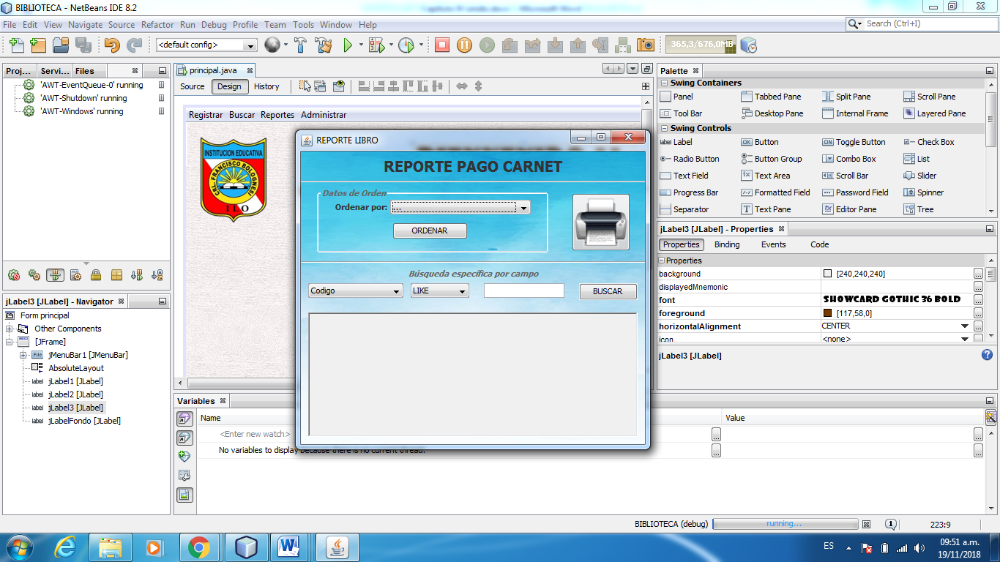 BIBLIOTECA - NetBeans IDE 8.2
File Edit View Navigate Source Refactor Run Debug Profile Team Tools Window Help
Search (Ctrl+I)
<default config>
365,3/676,0MB
Proj... Servi... Files
'AWT-EventQueue-0' running
'AWT-Shutdown' running
'AWT-Windows' running
principal.java
Source Design History
Registrar Buscar Reportes Administrar
INSTITUCION EDUCATIVA
CRL. FRANCISCO BOLOGNESI
ILO
REPORTE LIBRO
REPORTE PAGO CARNET
Datos de Orden
Ordenar por: ...
ORDENAR
Búsqueda específica por campo
Codigo LIKE BUSCAR
Palette
Swing Containers
Panel Tabbed Pane Split Pane Scroll Pane
Tool Bar Desktop Pane Internal Frame Layered Pane
Swing Controls
label Label OK Button ON Toggle Button Check Box
Radio Button Button Group Combo Box List
Text Field tx Text Area Scroll Bar Slider
Progress Bar Formatted Field Password Field Spinner
Separator T Text Pane Editor Pane Tree
jLabel3 [JLabel] - Properties
Properties Binding Events Code
Properties
background [240,240,240] ...
displayedMnemonic ...
font SHOWCARD GOTHIC 36 BOLD ...
foreground [117,58,0] ...
horizontalAlignment CENTER ...
icon <none> ...
jLabel3 [JLabel]
jLabel3 [JLabel] - Navigator
Form principal
Other Components
[JFrame]
File jMenuBar1 [JMenuBar]
AbsoluteLayout
label jLabel1 [JLabel]
label jLabel2 [JLabel]
label jLabel3 [JLabel]
label jLabelFondo [JLabel]
Variables
Name Value
<Enter new watch> ... ...
No variables to display because there is no current thread. ... ...
BIBLIOTECA (debug) running... 1 223:9
ES 09:51 a.m.
19/11/2018